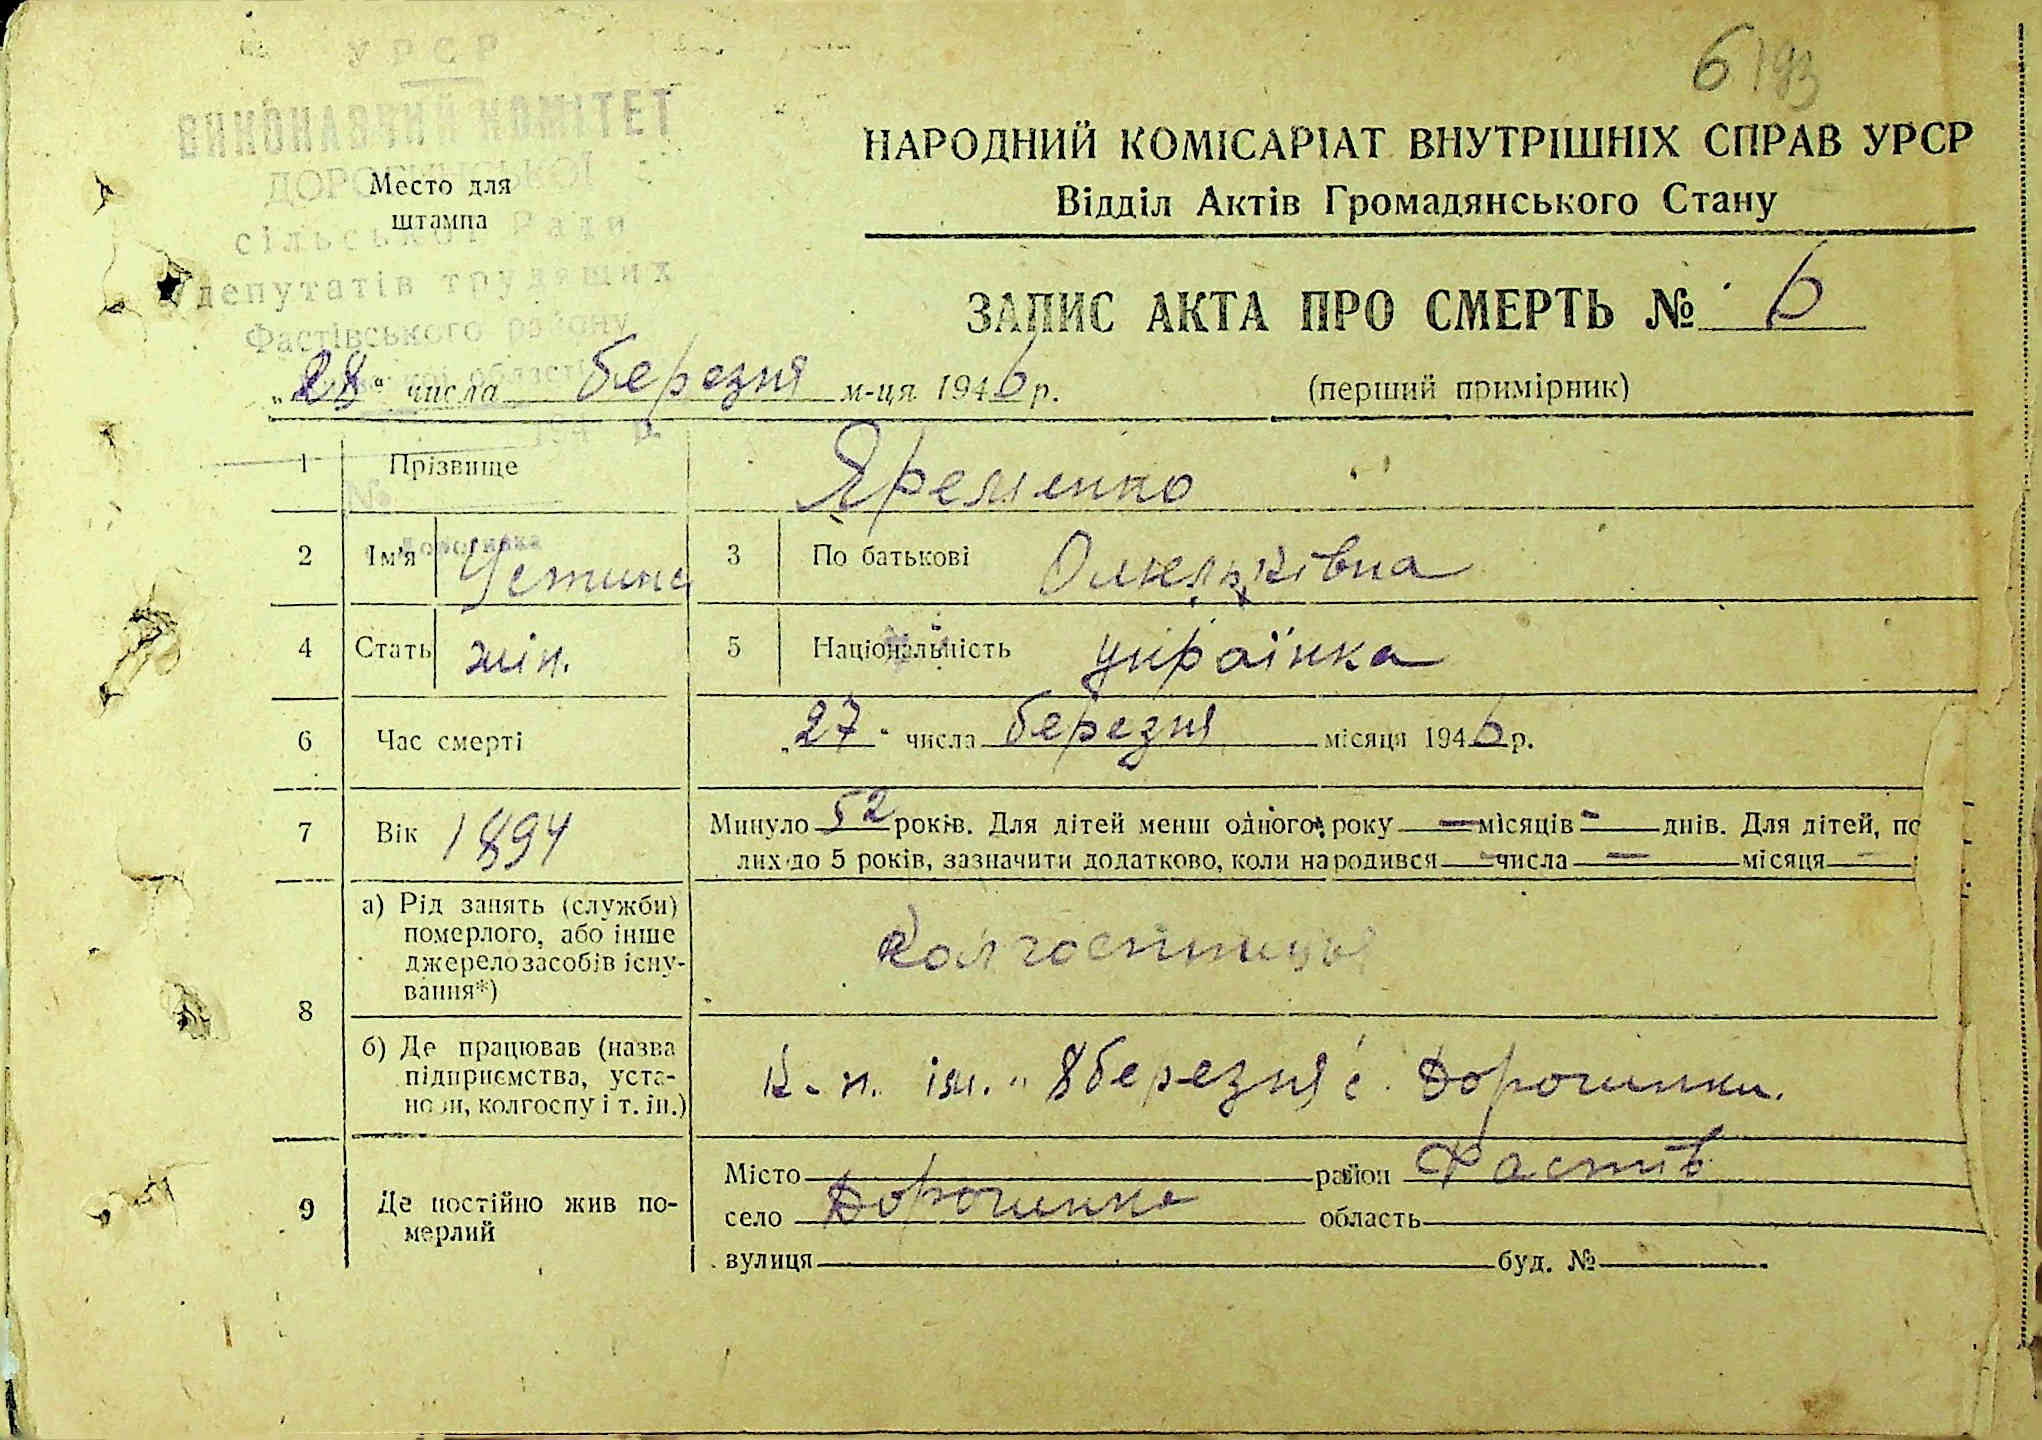 6 193
УРСР
ВИКОНАВЧИЙ КОМІТЕТ
сільської Ради
депутатів трудящих
Фастівського району
Место для
штампа
НАРОДНИЙ КОМІСАРІАТ ВНУТРІШНІХ СПРАВ УРСР
Відділ Актів Громадянського Стану
ЗАПИС АКТА ПРО СМЕРТЬ № 6
„28“ числа березня м-ця 1946 р.
(перший примірник)
1 Прізвище Яременко
2 Ім'я Устина 3 По батькові Омельківна
4 Стать жін. 5 Національність українка
6 Час смерті „27“ числа березня місяця 1946 р.
7 Вік 1894 Минуло 52 років. Для дітей менш одного року — місяців — днів. Для дітей, по
лих до 5 років, зазначити додатково, коли народився — числа — місяця —
8 а) Рід занять (служби)
померлого, або інше
джерело засобів існу-
вання*)
Колгоспниця
б) Де працював (назва
підприємства, уста-
нови, колгоспу і т. ін.)
К-п. ім. „8 березня с. Дорогинки.
9 Де постійно жив по-
мерлий
Місто район Фастів
село Дорогинка область
вулиця буд. №